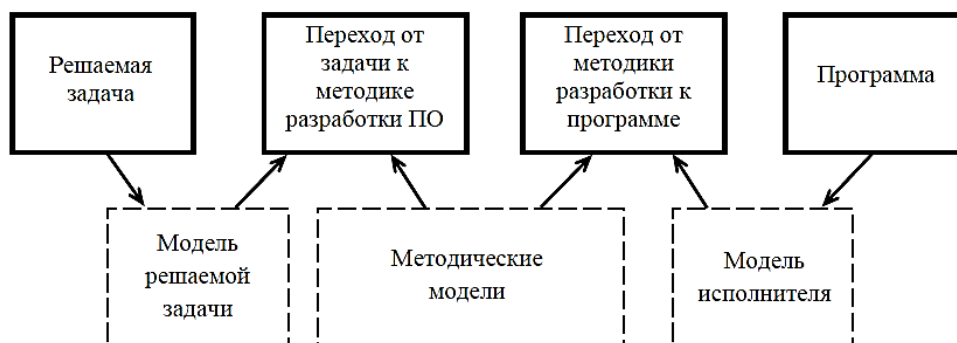 Решаемая
задача
Переход от
задачи к
методике
разработки ПО
Переход от
методики
разработки к
программе
Программа
Модель
решаемой
задачи
Методические
модели
Модель
исполнителя